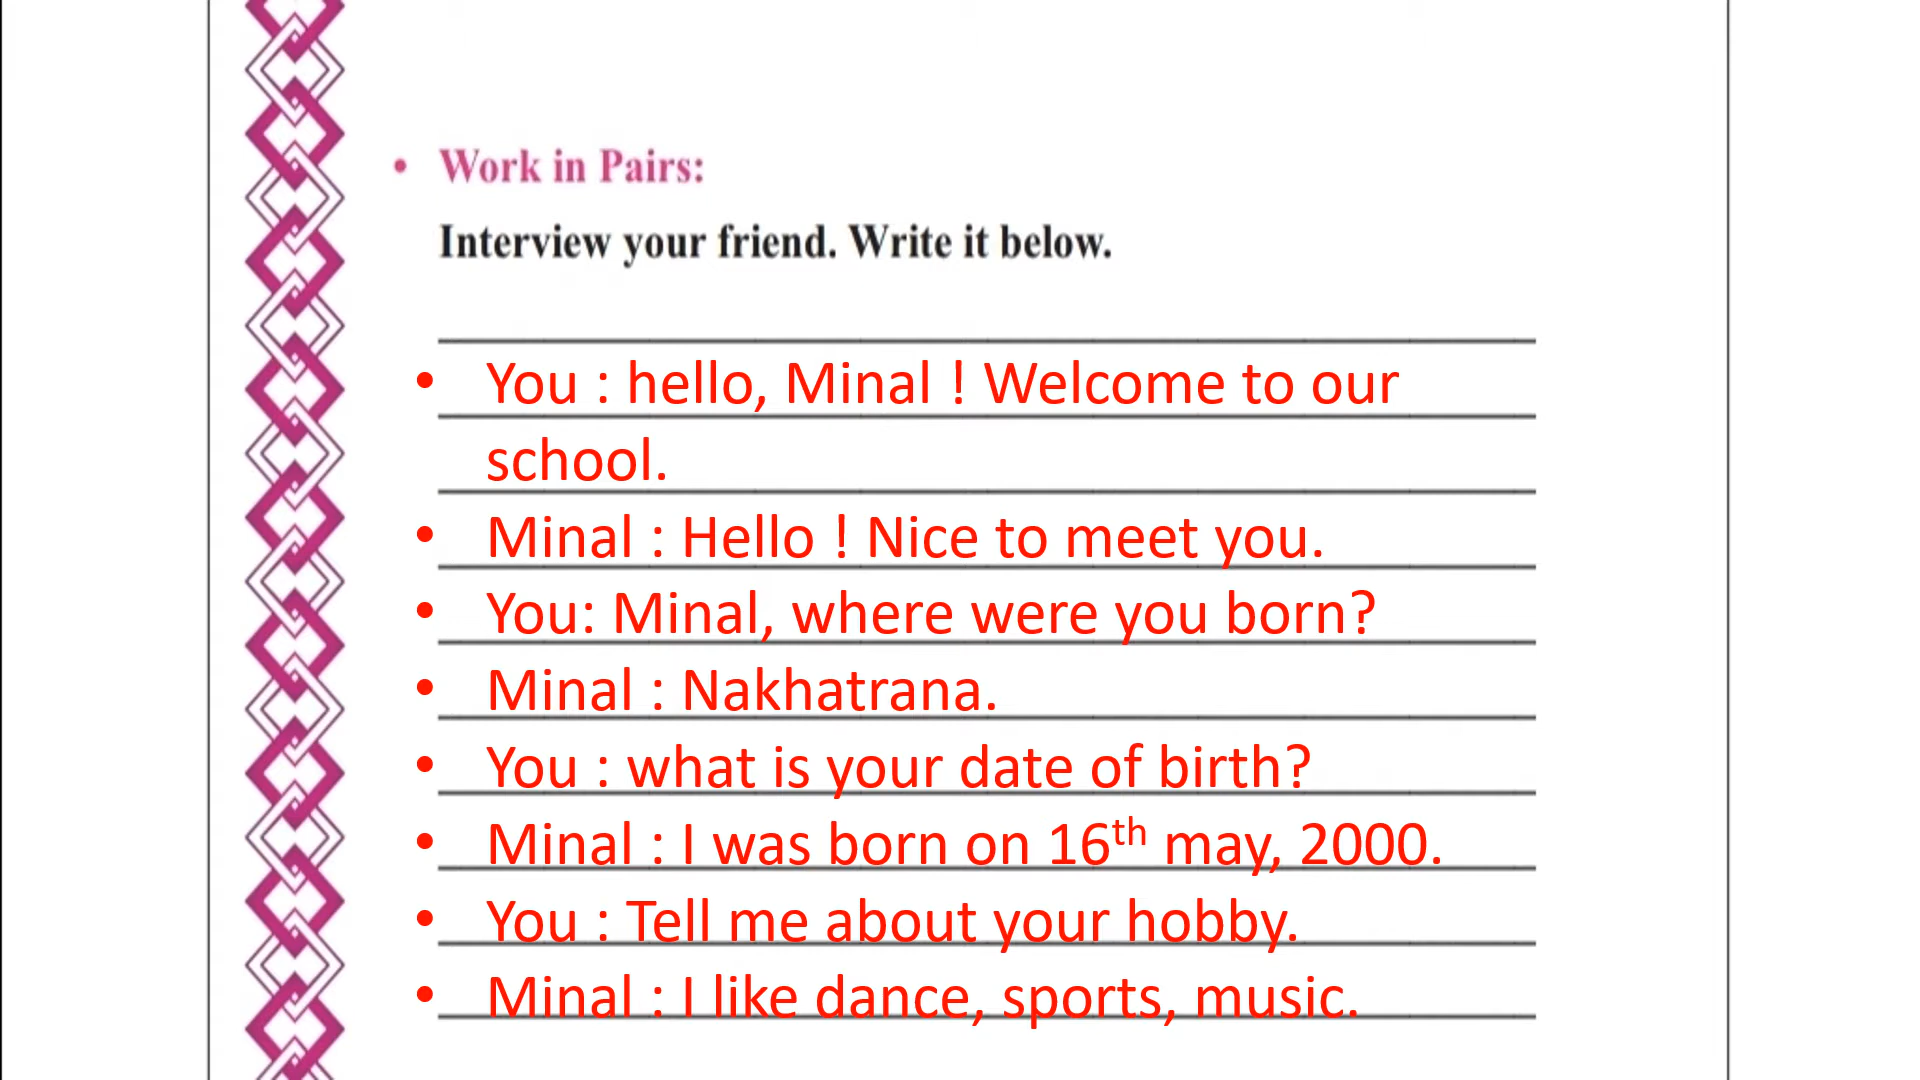 • Work in Pairs:
Interview your friend. Write it below.
• You : hello, Minal ! Welcome to our
school.
• Minal : Hello ! Nice to meet you.
• You: Minal, where were you born?
• Minal : Nakhatrana.
• You : what is your date of birth?
• Minal : I was born on 16th may, 2000.
• You : Tell me about your hobby.
• Minal : I like dance, sports, music.